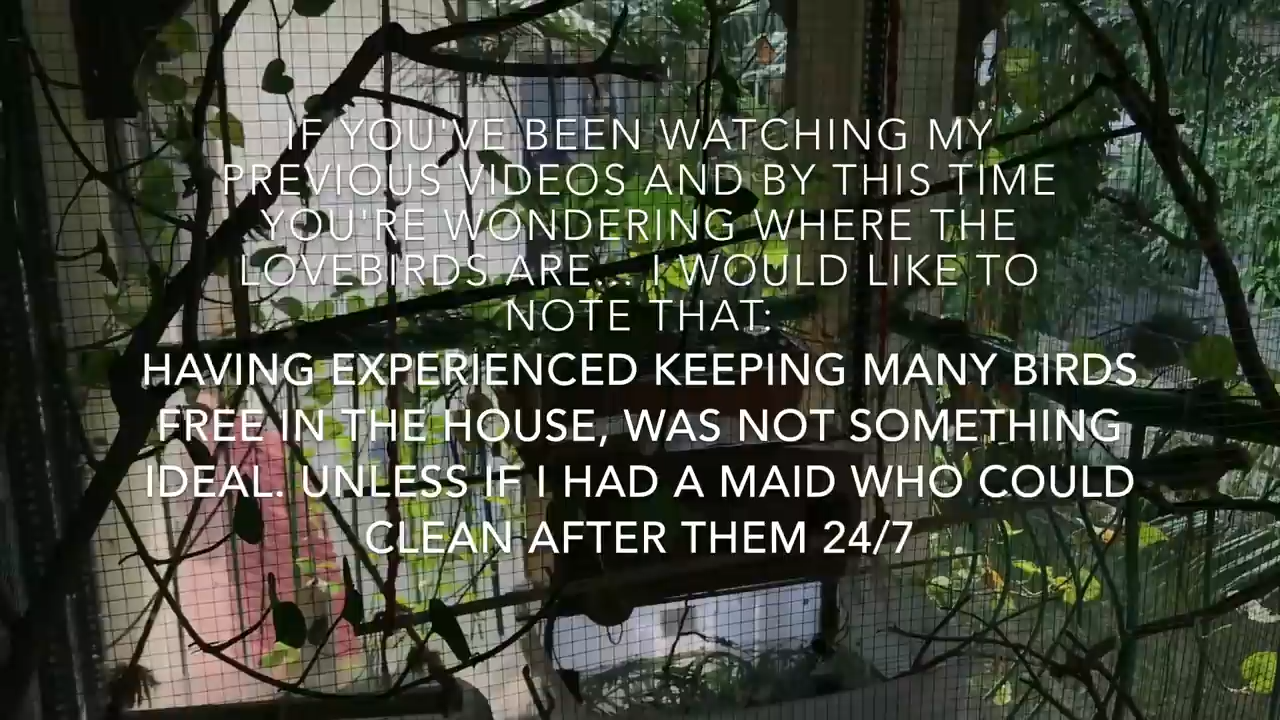 IF YOU'VE BEEN WATCHING MY
PREVIOUS VIDEOS AND BY THIS TIME
YOU'RE WONDERING WHERE THE
LOVEBIRDS ARE... I WOULD LIKE TO
NOTE THAT:
HAVING EXPERIENCED KEEPING MANY BIRDS
FREE IN THE HOUSE, WAS NOT SOMETHING
IDEAL. UNLESS IF I HAD A MAID WHO COULD
CLEAN AFTER THEM 24/7